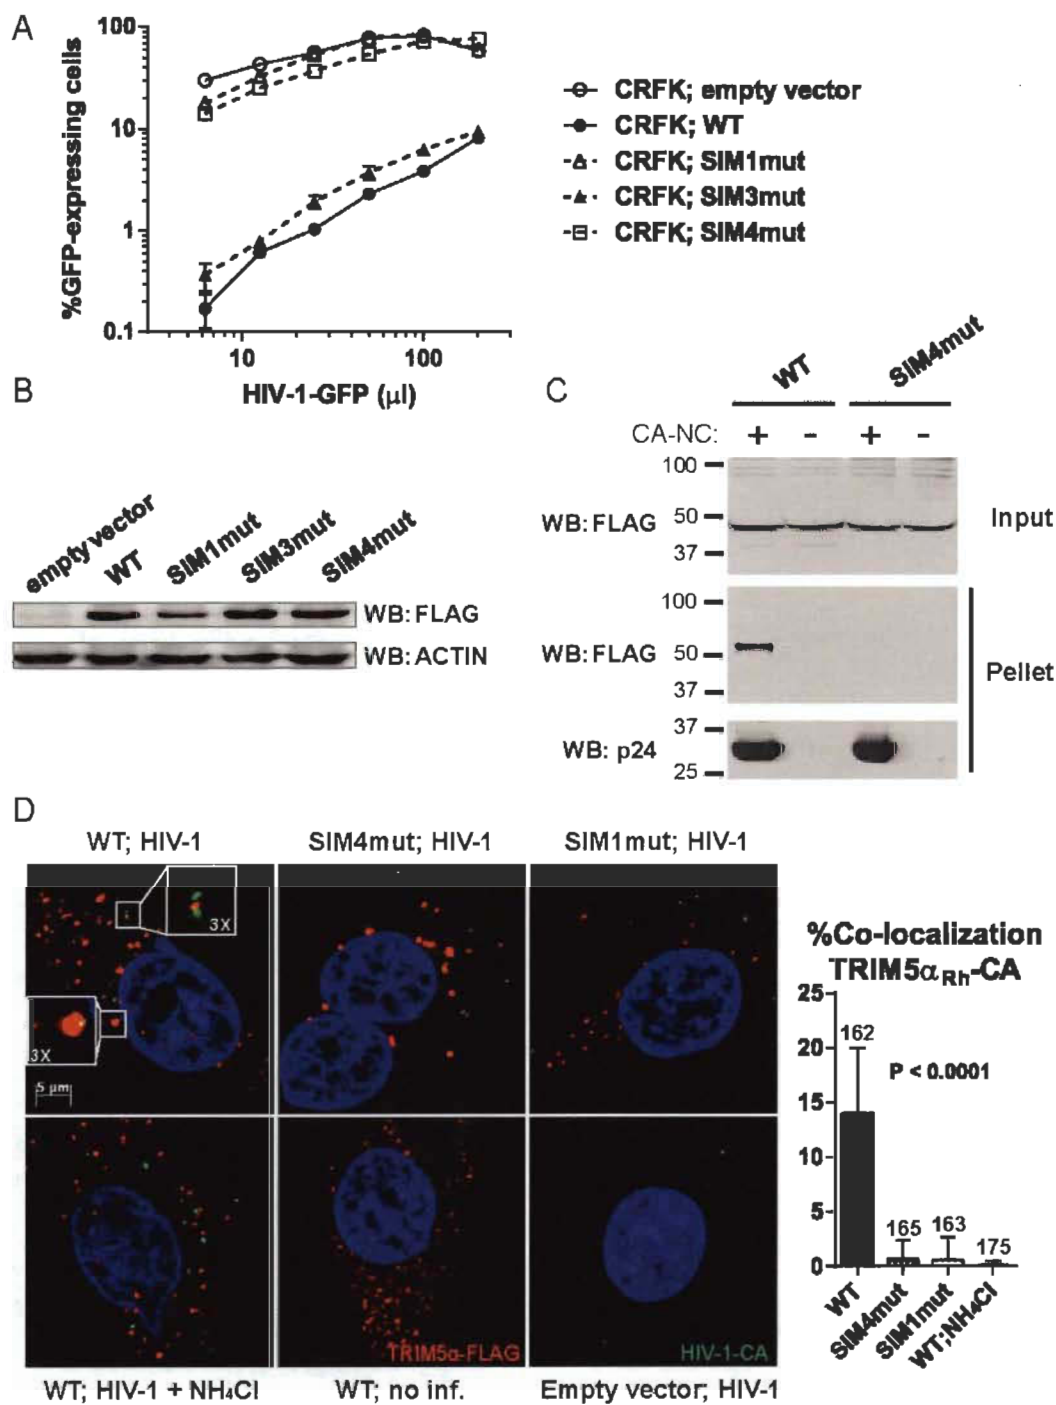 A
%GFP-expressing cells
100
10
1
0.1
10 100
HIV-1-GFP (µl)
CRFK; empty vector
CRFK; WT
CRFK; SIM1mut
CRFK; SIM3mut
CRFK; SIM4mut
B
empty vector WT SIM1mut SIM3mut SIM4mut
WB: FLAG
WB: ACTIN
C
WT SIM4mut
CA-NC: + - + -
100
50
37
WB: FLAG
Input
100
50
37
WB: FLAG
Pellet
37
25
WB: p24
D
WT; HIV-1 SIM4mut; HIV-1 SIM1mut; HIV-1
3X
3X
5 µm
TRIM5α-FLAG
HIV-1-CA
WT; HIV-1 + NH4Cl WT; no inf. Empty vector; HIV-1
%Co-localization
TRIM5αRh-CA
25
20
15
10
5
0
162
P < 0.0001
165 163 175
WT SIM4mut SIM1mut WT;NH4Cl